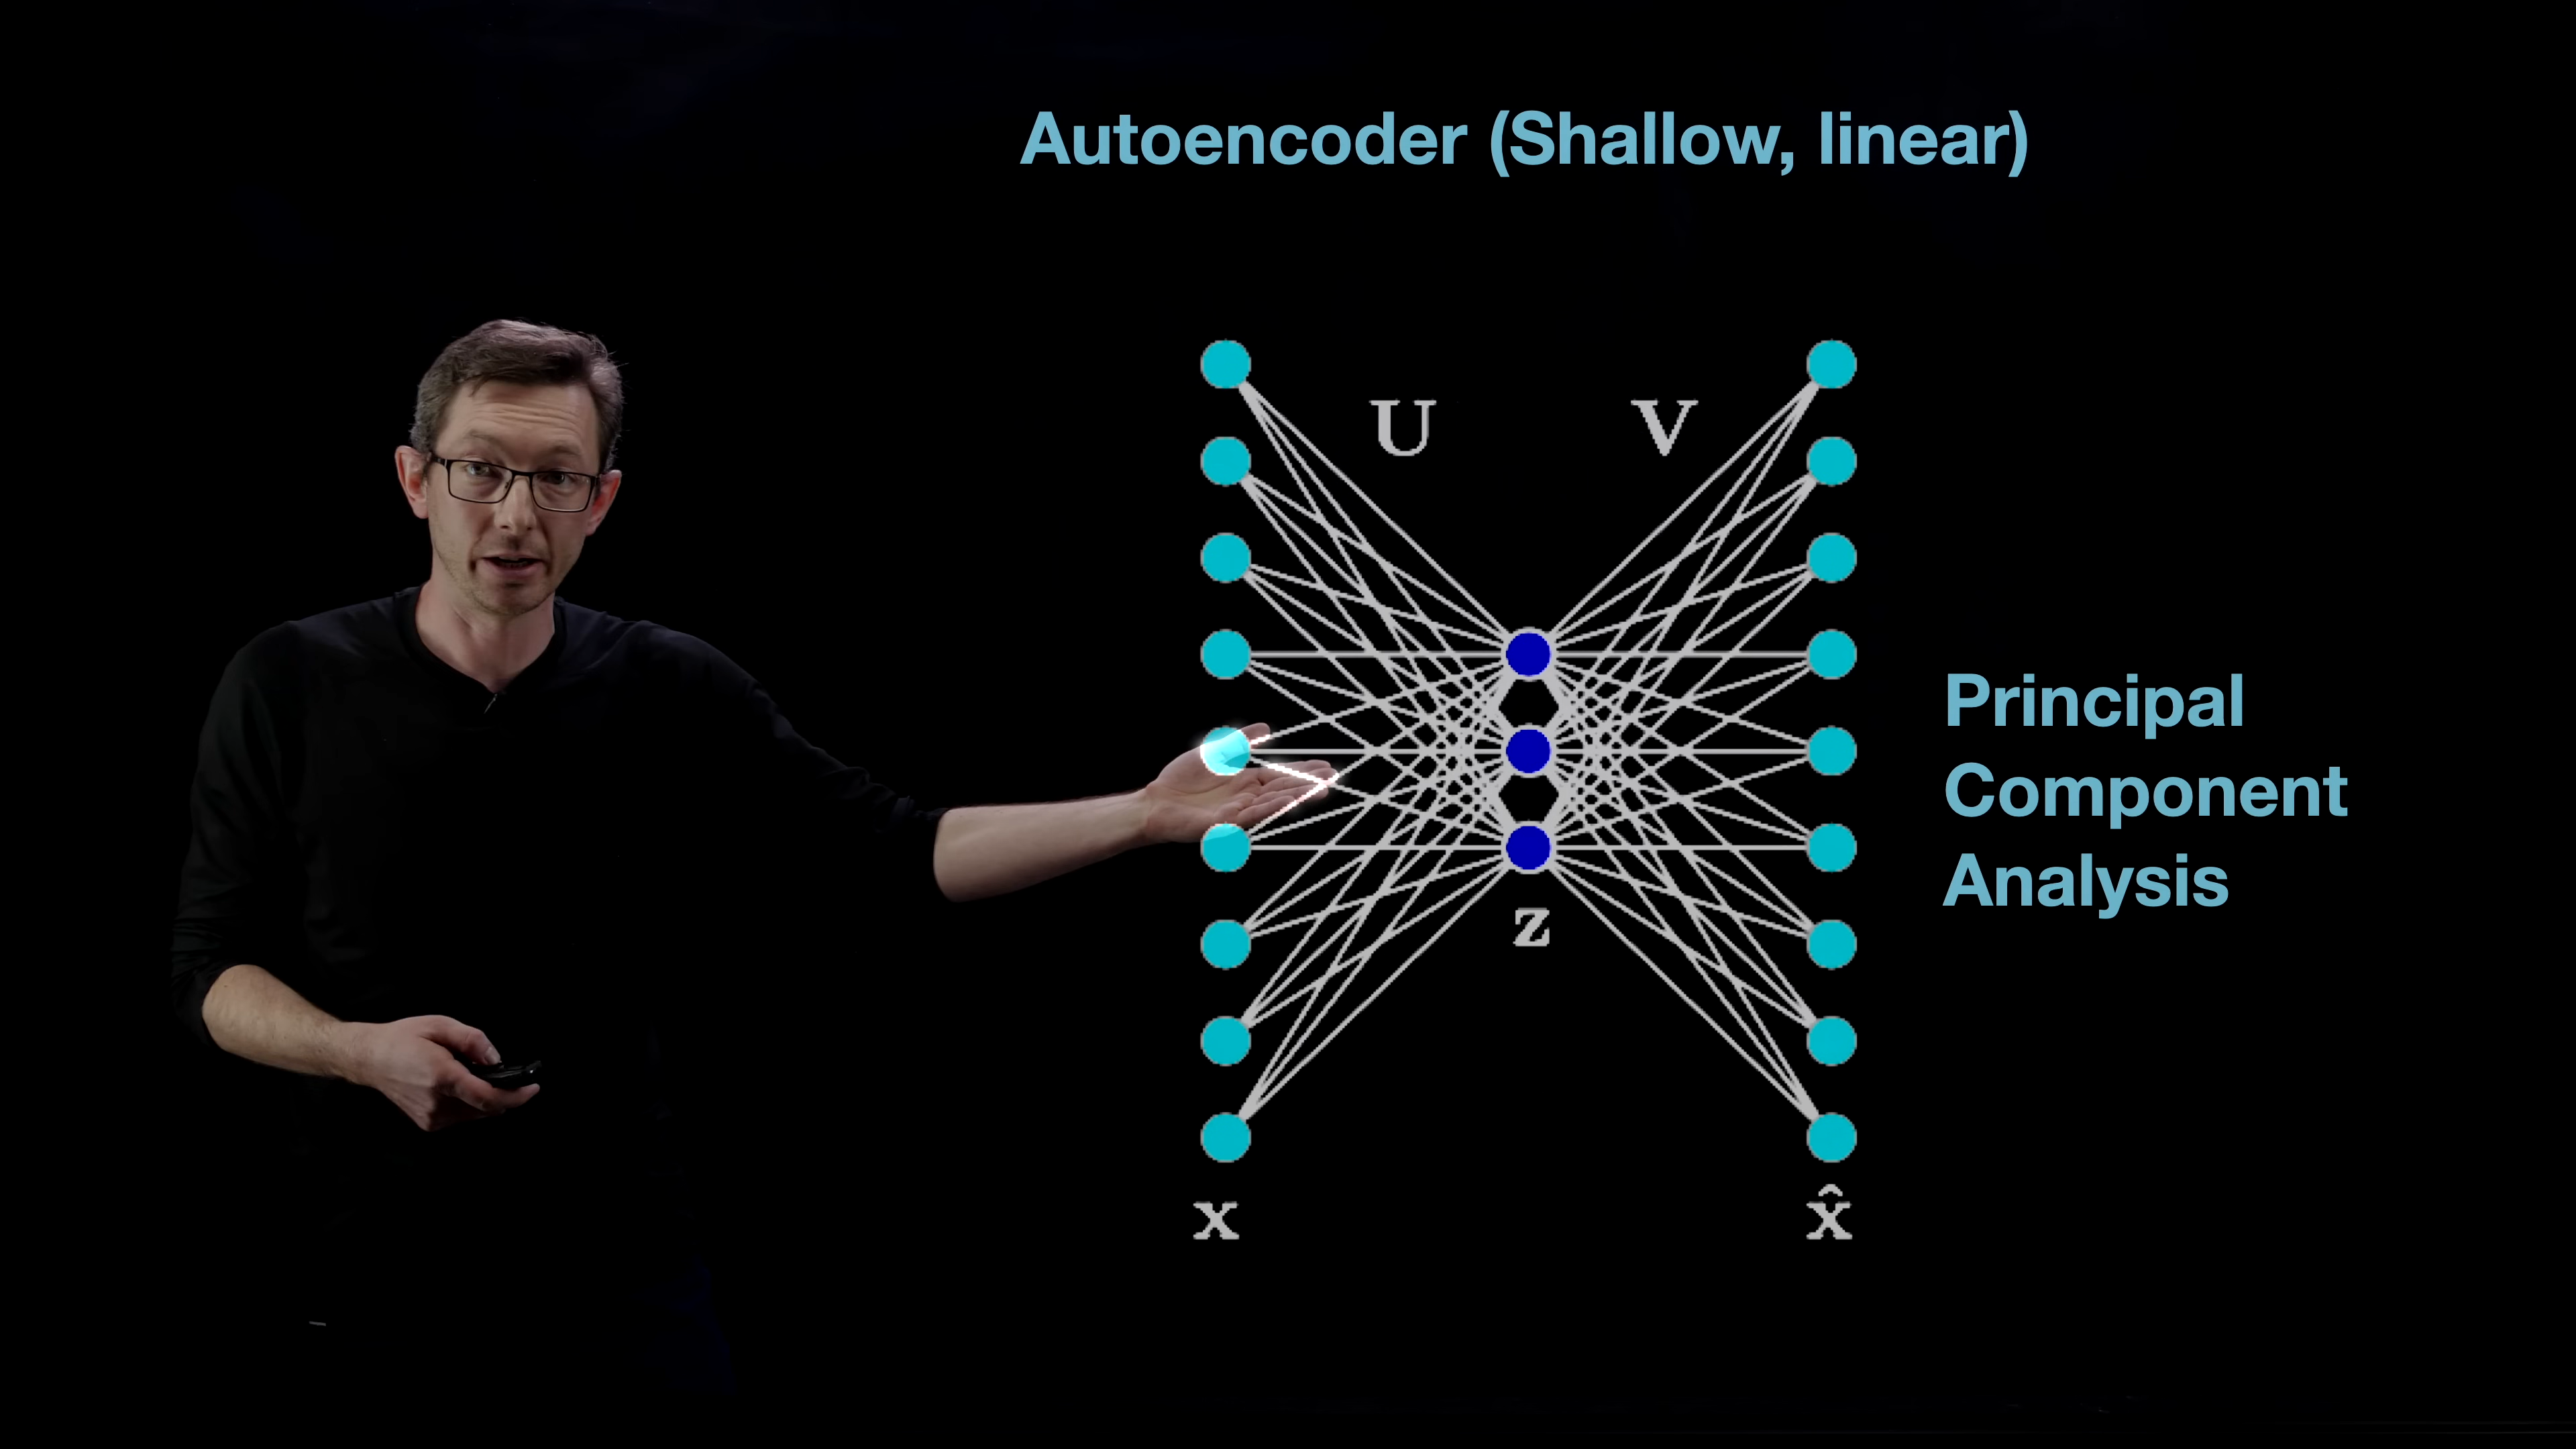 Autoencoder (Shallow, linear)
U V
Principal
Component
Analysis
z
x x̂